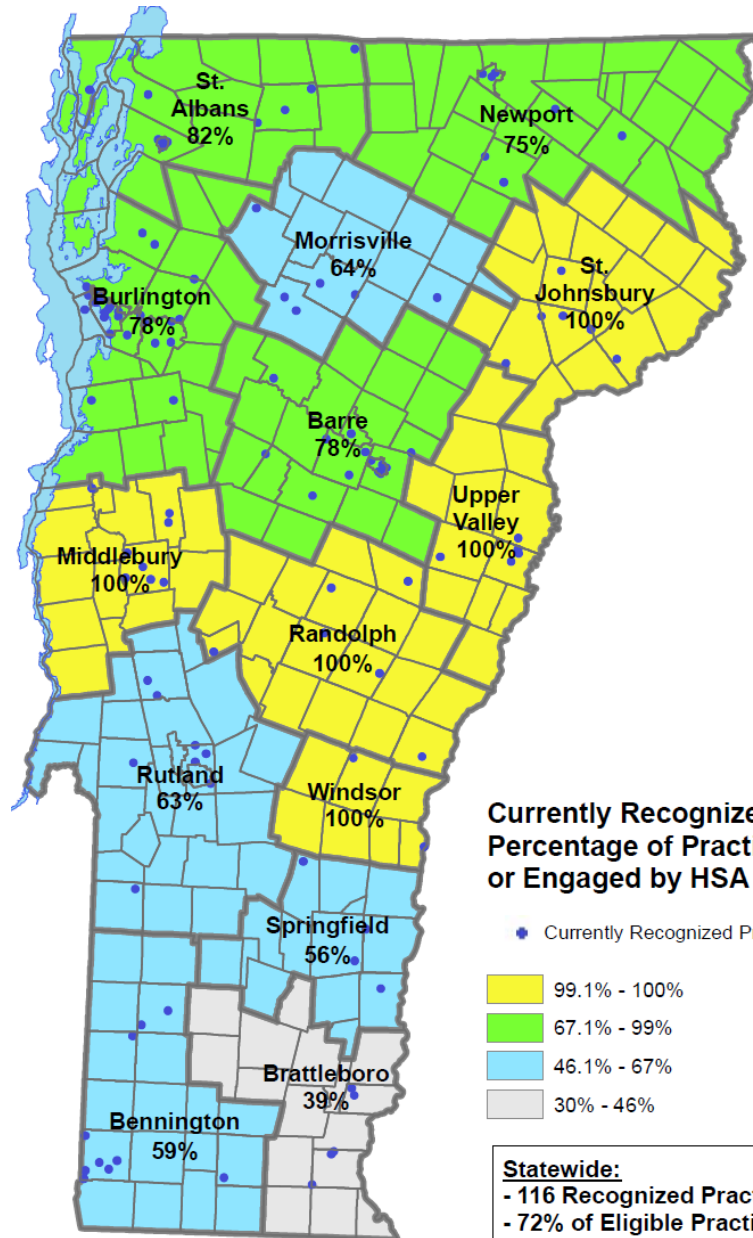 St.
Albans
82%
Newport
75%
Morrisville
64%
St.
Johnsbury
100%
Burlington
78%
Barre
78%
Upper
Valley
100%
Middlebury
100%
Randolph
100%
Rutland
63%
Windsor
100%
Springfield
56%
Brattleboro
39%
Bennington
59%
Currently Recognize
Percentage of Practi
or Engaged by HSA
Currently Recognized Pr
99.1% - 100%
67.1% - 99%
46.1% - 67%
30% - 46%
Statewide:
- 116 Recognized Pract
- 72% of Eligible Practi